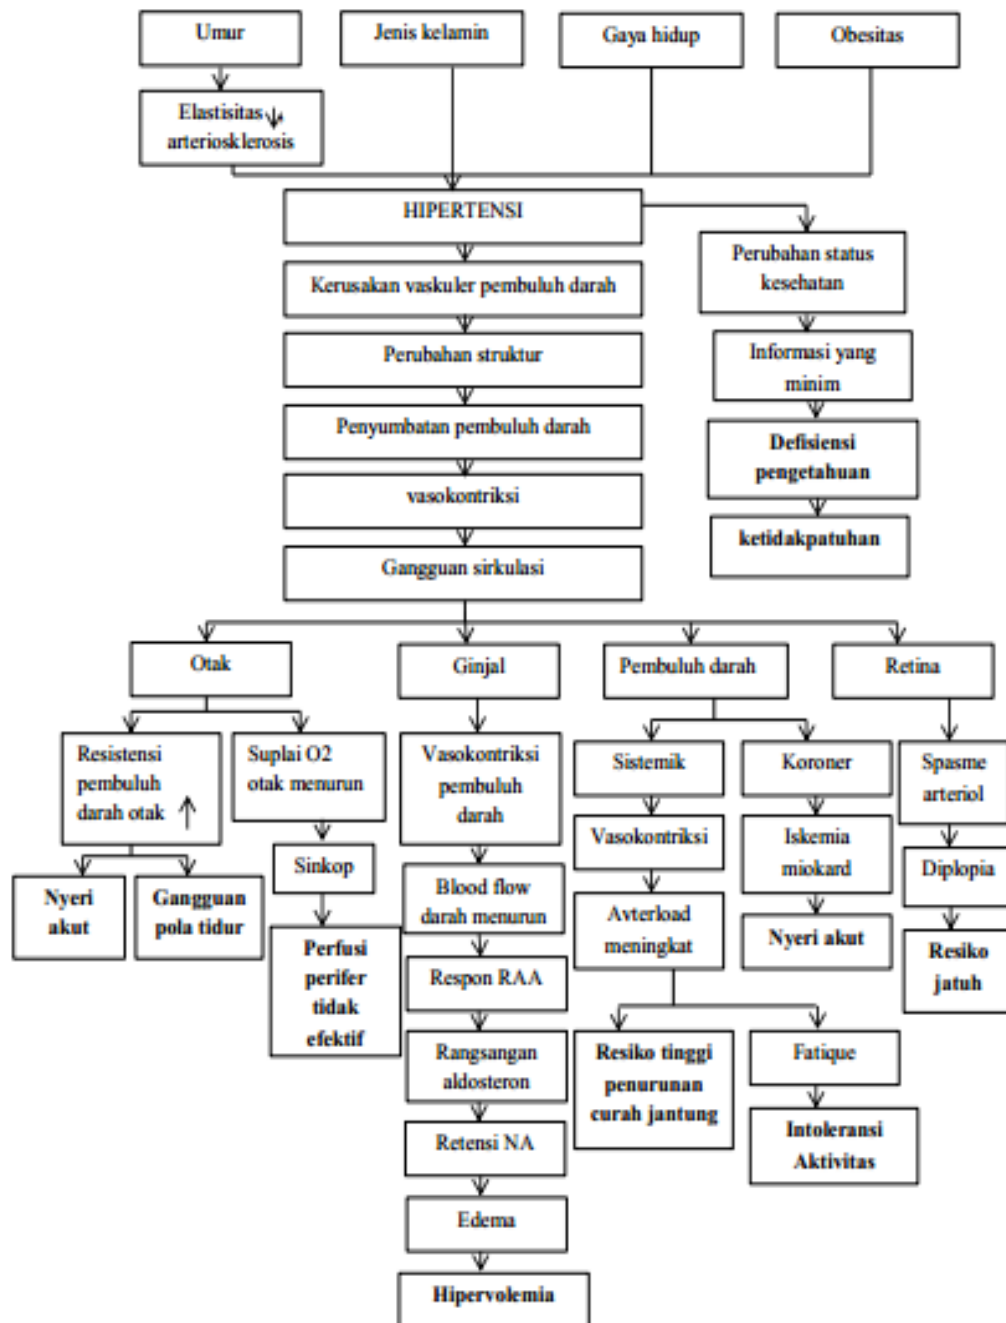 Umur
Jenis kelamin
Gaya hidup
Obesitas
Elastisitas
arteriosklerosis
HIPERTENSI
Perubahan status
kesehatan
Kerusakan vaskuler pembuluh darah
Perubahan struktur
Informasi yang
minim
Penyumbatan pembuluh darah
Defisiensi
pengetahuan
vasokontriksi
ketidakpatuhan
Gangguan sirkulasi
Otak
Ginjal
Pembuluh darah
Retina
Resistensi
pembuluh
darah otak
Suplai O2
otak menurun
Vasokontriksi
pembuluh
darah
Sistemik
Koroner
Spasme
arteriol
Sinkop
Vasokontriksi
Iskemia
miokard
Diplopia
Nyeri
akut
Gangguan
pola tidur
Blood flow
darah menurun
Avterload
meningkat
Nyeri akut
Resiko
jatuh
Perfusi
perifer
tidak
efektif
Respon RAA
Rangsangan
aldosteron
Resiko tinggi
penurunan
curah jantung
Fatique
Retensi NA
Intoleransi
Aktivitas
Edema
Hipervolemia